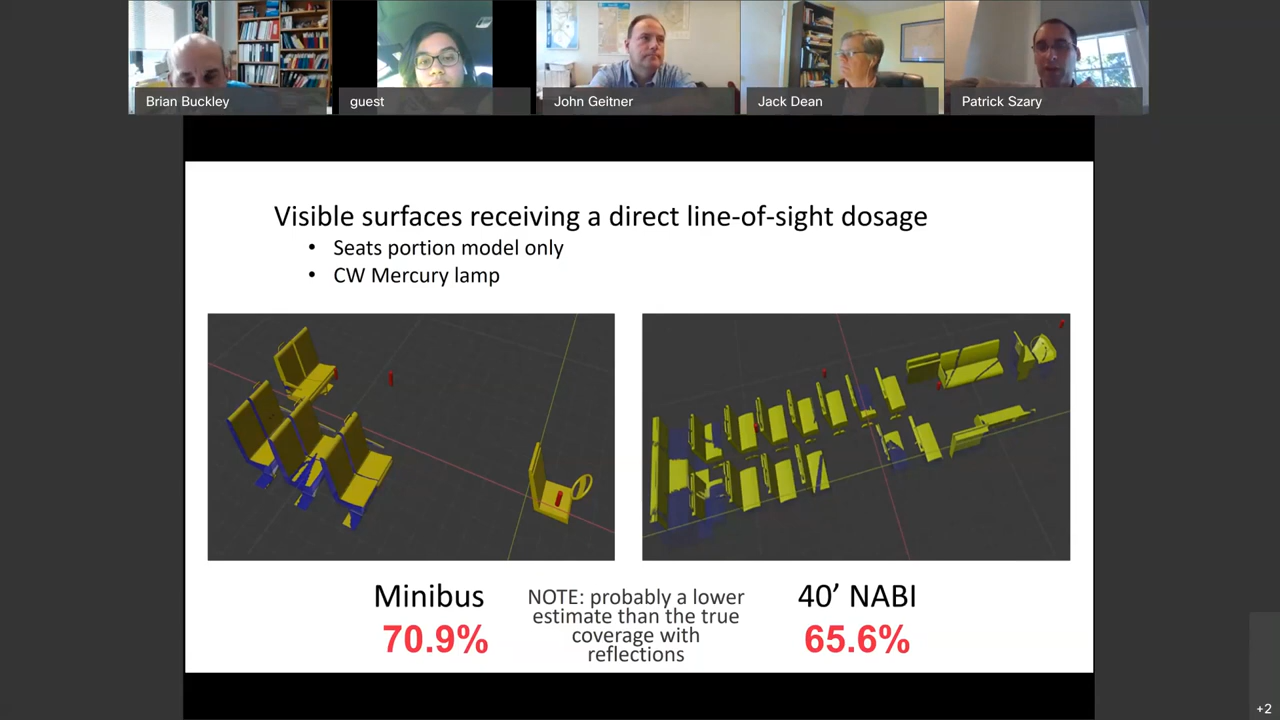 Brian Buckley
guest
John Geitner
Jack Dean
Patrick Szary
Visible surfaces receiving a direct line-of-sight dosage
• Seats portion model only
• CW Mercury lamp
Minibus
70.9%
NOTE: probably a lower
estimate than the true
coverage with
reflections
40’ NABI
65.6%
+2